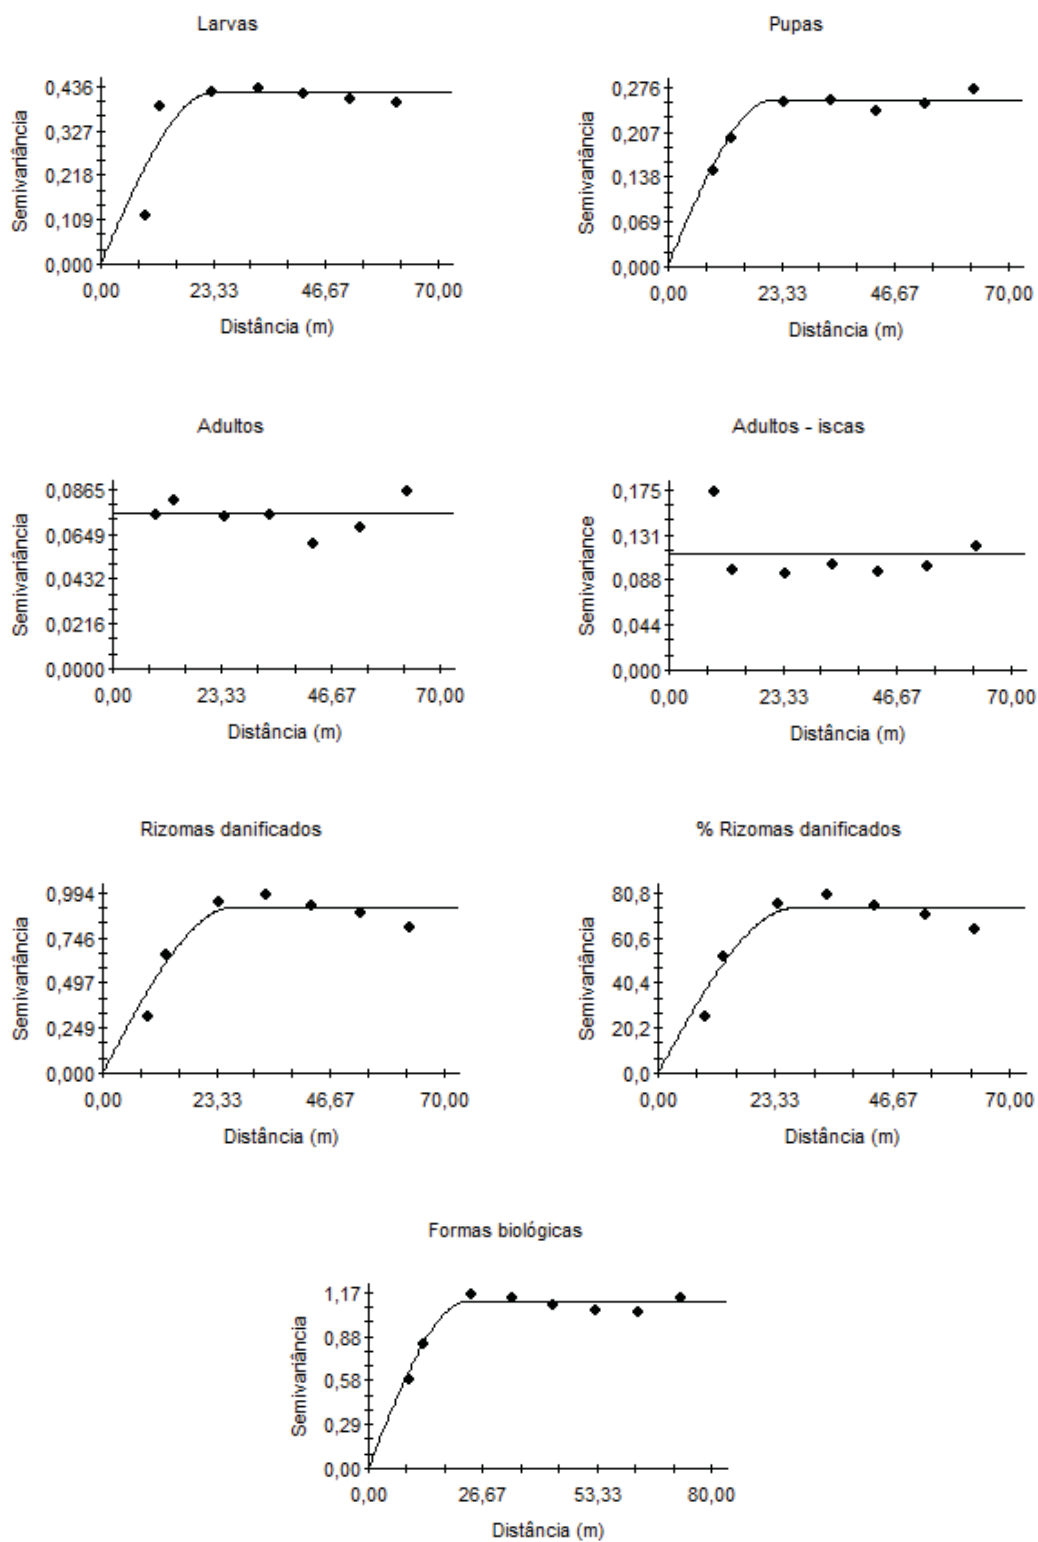 Larvas
0,436
0,327
0,218
0,109
0,000
Semivariância
0,00 23,33 46,67 70,00
Distância (m)
Pupas
0,276
0,207
0,138
0,069
0,000
Semivariância
0,00 23,33 46,67 70,00
Distância (m)
Adultos
0,0865
0,0649
0,0432
0,0216
0,0000
Semivariância
0,00 23,33 46,67 70,00
Distância (m)
Adultos - iscas
0,175
0,131
0,088
0,044
0,000
Semivariance
0,00 23,33 46,67 70,00
Distância (m)
Rizomas danificados
0,994
0,746
0,497
0,249
0,000
Semivariância
0,00 23,33 46,67 70,00
Distância (m)
% Rizomas danificados
80,8
60,6
40,4
20,2
0,0
Semivariância
0,00 23,33 46,67 70,00
Distância (m)
Formas biológicas
1,17
0,88
0,58
0,29
0,00
Semivariância
0,00 26,67 53,33 80,00
Distância (m)